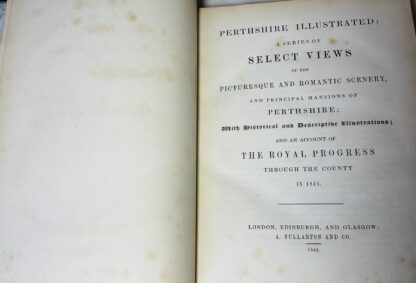 PERTHSHIRE ILLUSTRATED:
A SERIES OF
SELECT VIEWS
OF THE
PICTURESQUE AND ROMANTIC SCENERY,
AND PRINCIPAL MANSIONS OF
PERTHSHIRE;
With Historical and Descriptive Illustrations;
AND AN ACCOUNT OF
THE ROYAL PROGRESS
THROUGH THE COUNTY
IN 1842.
LONDON, EDINBURGH, AND GLASGOW:
A. FULLARTON AND CO.
1844.